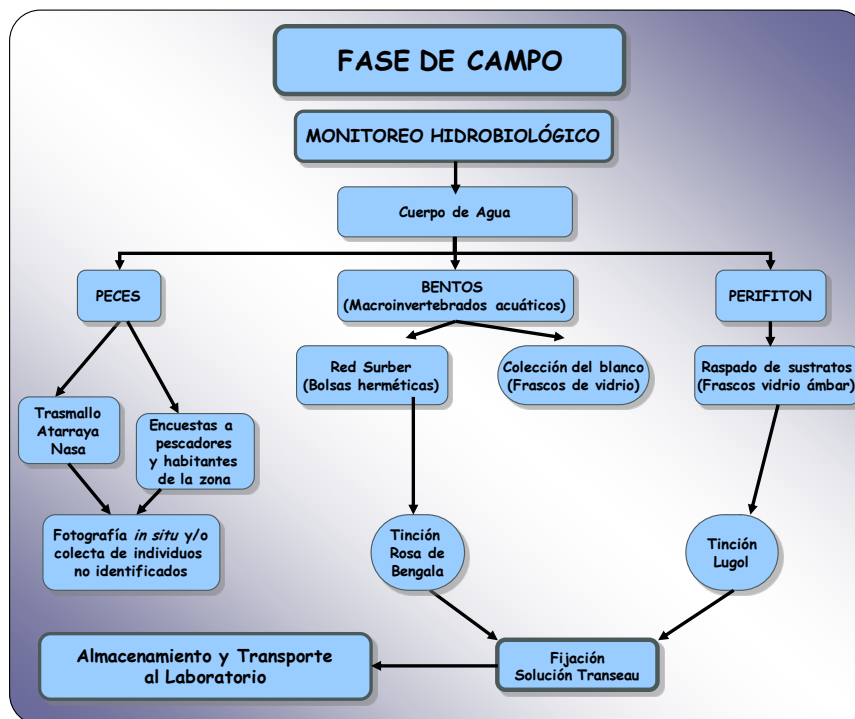 FASE DE CAMPO
MONITOREO HIDROBIOLÓGICO
Cuerpo de Agua
PECES
BENTOS
(Macroinvertebrados acuáticos)
PERIFITON
Red Surber
(Bolsas herméticas)
Colección del blanco
(Frascos de vidrio)
Raspado de sustratos
(Frascos vidrio ámbar)
Trasmallo
Atarraya
Nasa
Encuestas a
pescadores
y habitantes
de la zona
Fotografía in situ y/o
colecta de individuos
no identificados
Tinción
Rosa de
Bengala
Tinción
Lugol
Almacenamiento y Transporte
al Laboratorio
Fijación
Solución Transeau